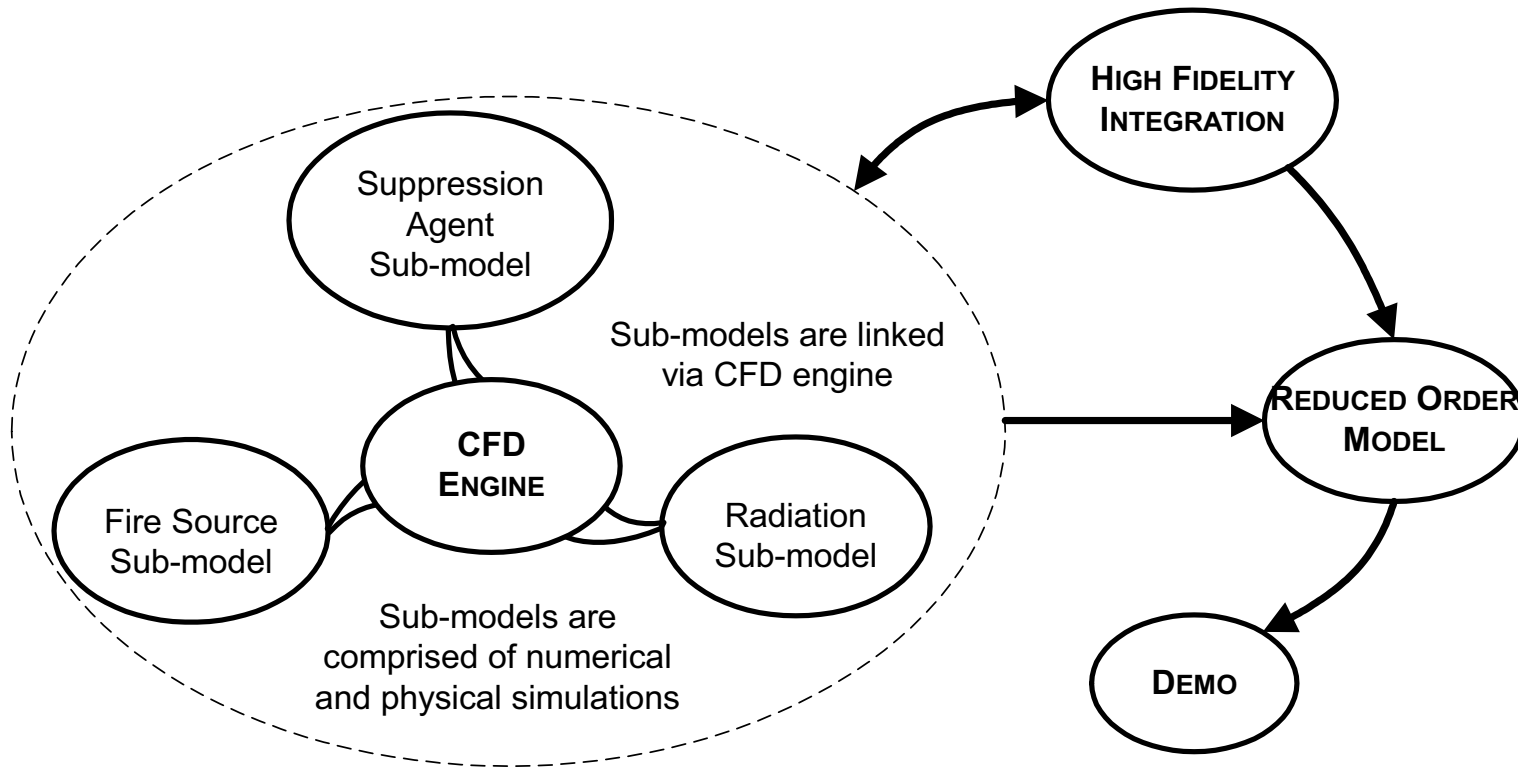 HIGH FIDELITY
INTEGRATION
Suppression
Agent
Sub-model
Sub-models are linked
via CFD engine
CFD
ENGINE
REDUCED ORDER
MODEL
Fire Source
Sub-model
Radiation
Sub-model
Sub-models are
comprised of numerical
and physical simulations
DEMO